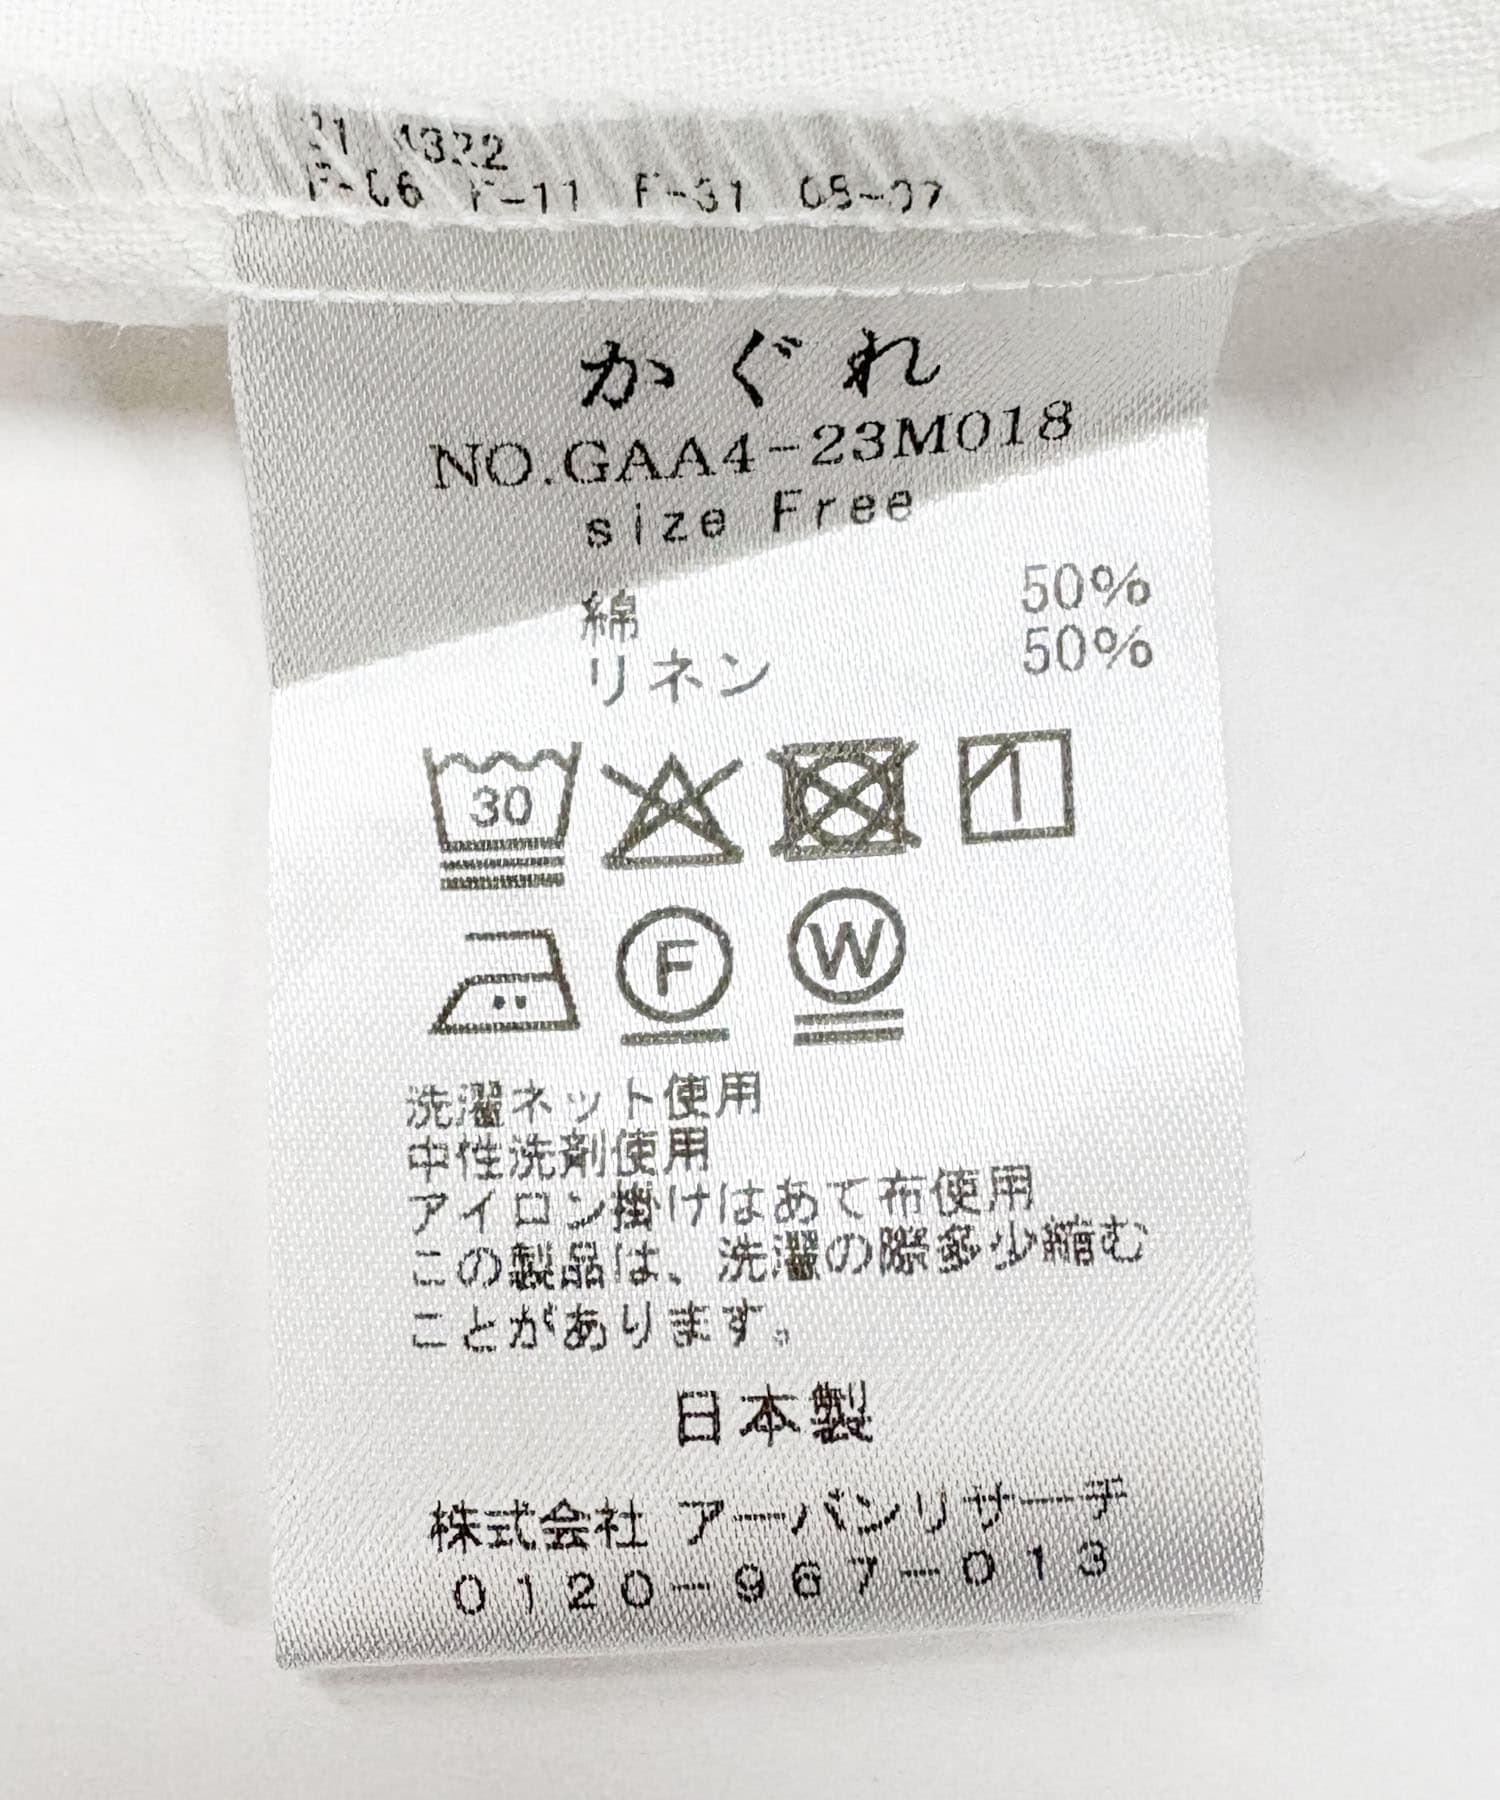 かぐれ
NO.GAA4-23M018
size Free
綿 50%
リネン 50%
30
F W
洗濯ネット使用
中性洗剤使用
アイロン掛けはあて布使用
この製品は、洗濯の際多少縮む
ことがあります。
日本製
株式会社 アーバンリサーチ
0120-967-013